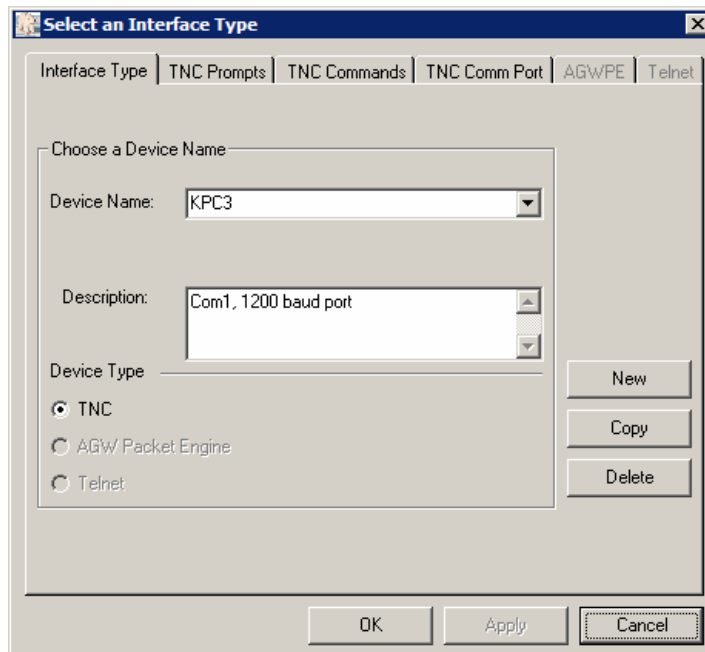 Select an Interface Type
Interface Type TNC Prompts TNC Commands TNC Comm Port AGWPE Telnet
Choose a Device Name
Device Name: KPC3
Description: Com1, 1200 baud port
Device Type
TNC
AGW Packet Engine
Telnet
New
Copy
Delete
OK Apply Cancel